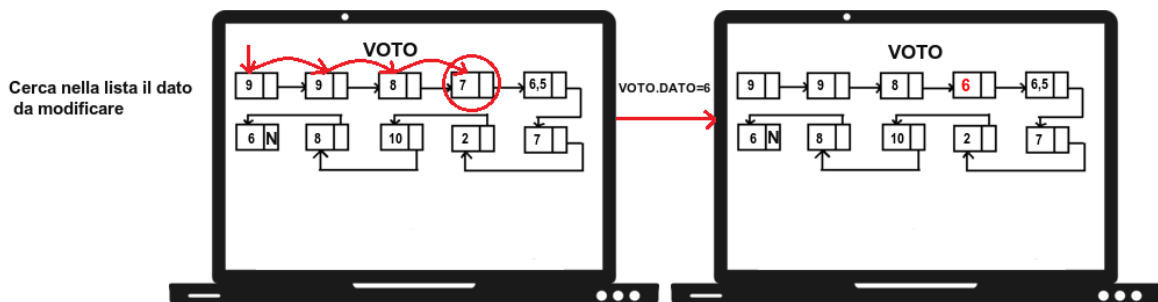 VOTO
9 9 8 7 6,5
6 N 8 10 2 7
Cerca nella lista il dato
da modificare
VOTO.DATO=6
VOTO
9 9 8 6 6,5
6 N 8 10 2 7